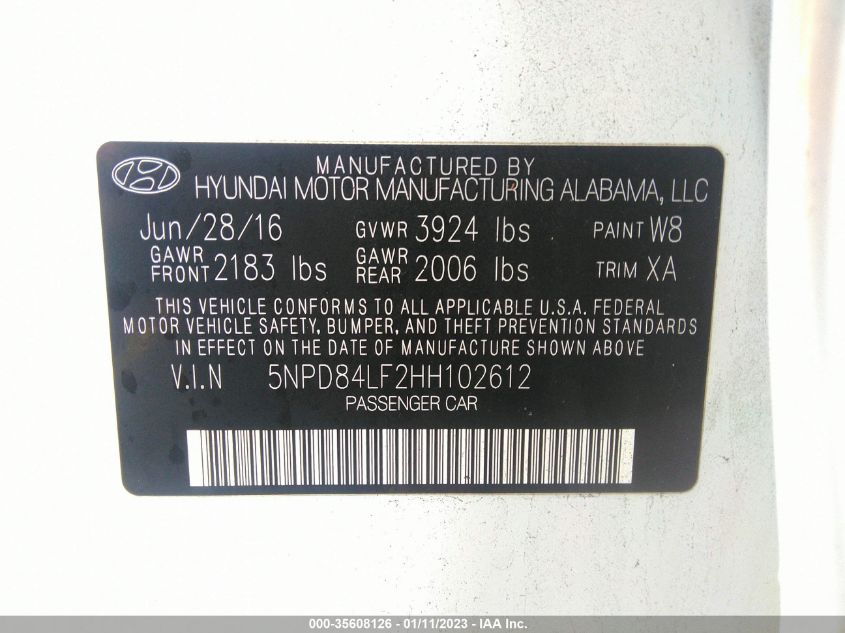 MANUFACTURED BY
HYUNDAI MOTOR MANUFACTURING ALABAMA, LLC
Jun/28/16 GVWR 3924 lbs PAINT W8
GAWR FRONT 2183 lbs GAWR REAR 2006 lbs TRIM XA
THIS VEHICLE CONFORMS TO ALL APPLICABLE U.S.A. FEDERAL
MOTOR VEHICLE SAFETY, BUMPER, AND THEFT PREVENTION STANDARDS
IN EFFECT ON THE DATE OF MANUFACTURE SHOWN ABOVE
V.I.N 5NPD84LF2HH102612
PASSENGER CAR
000-35608126 - 01/11/2023 - IAA Inc.